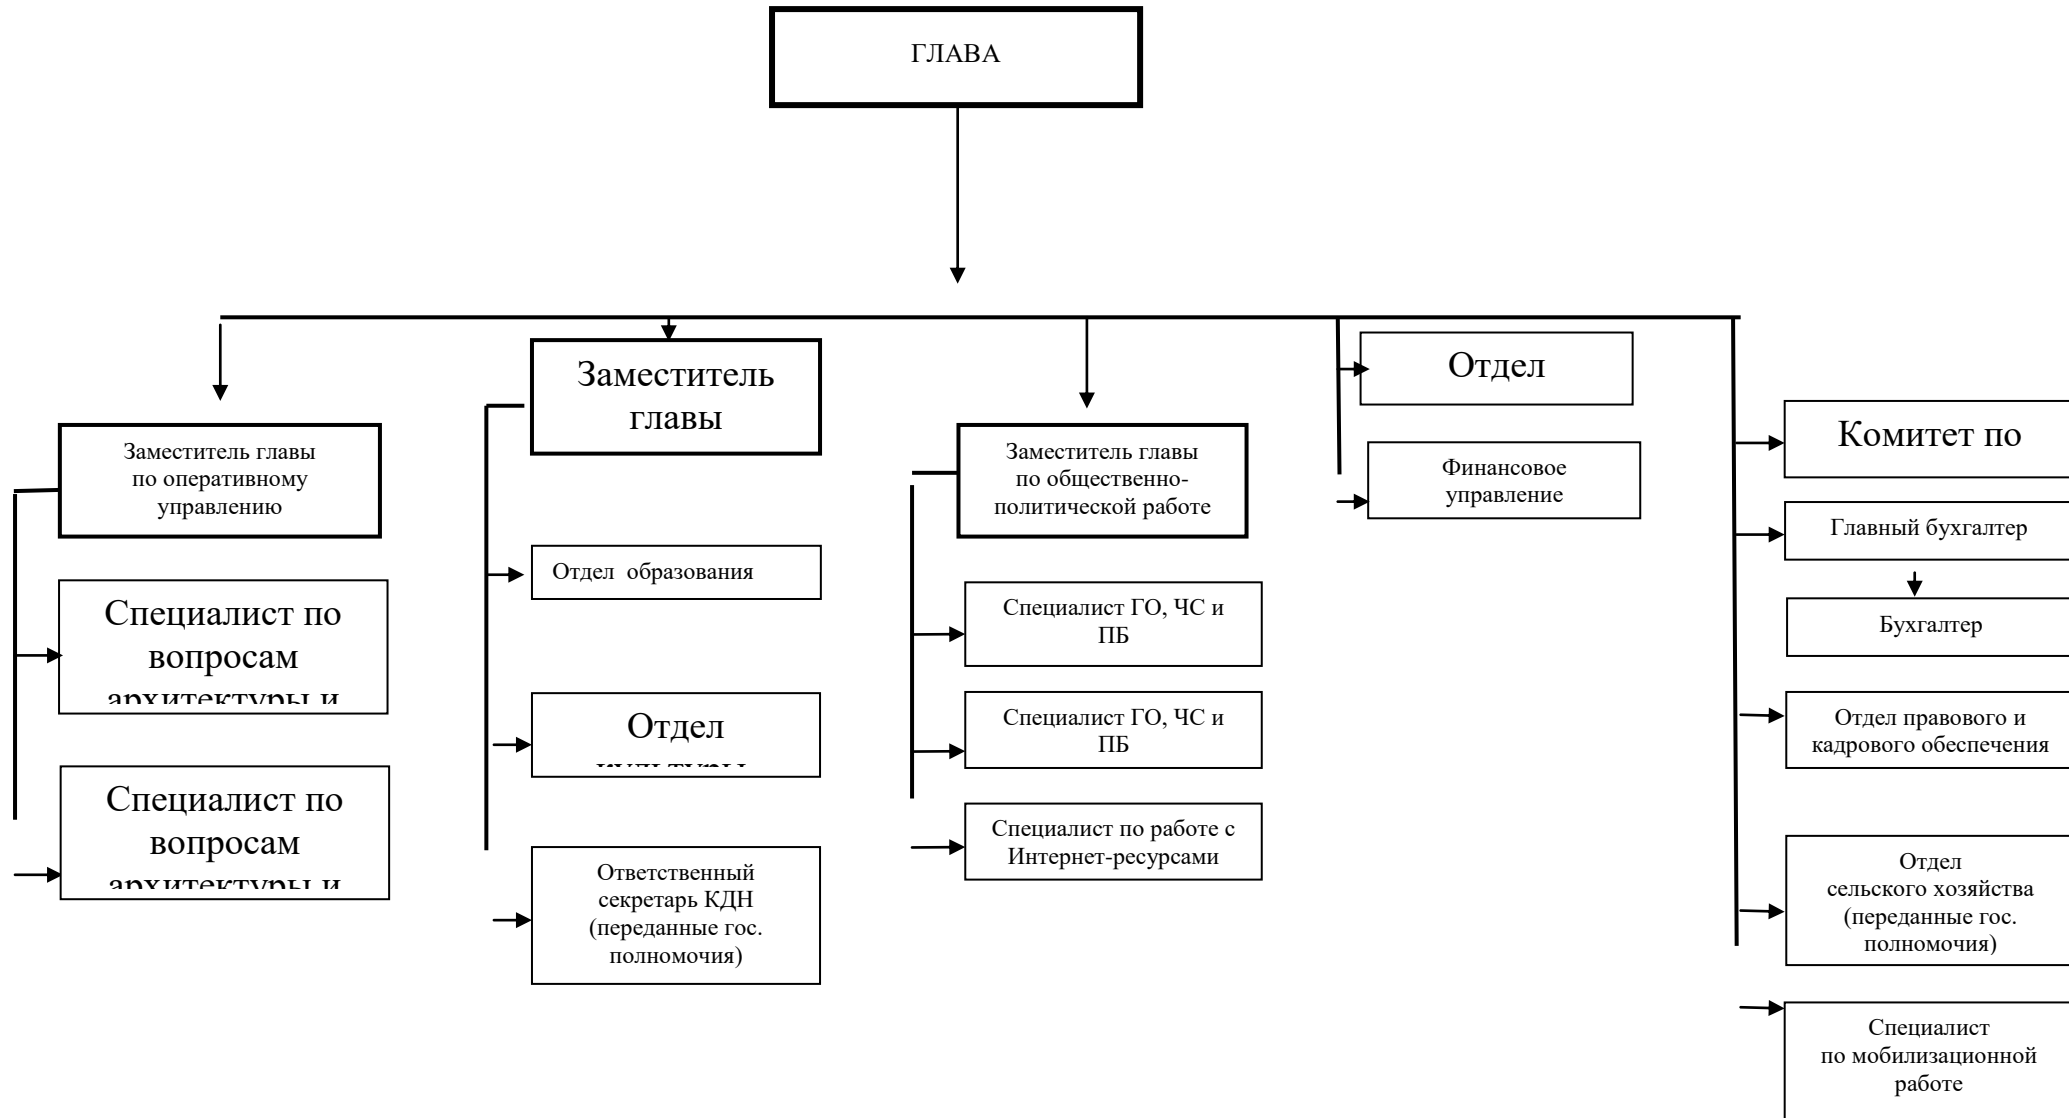 ГЛАВА
Заместитель главы
по оперативному
управлению
Специалист по
вопросам
архитектуры и
Специалист по
вопросам
архитектуры и
Заместитель
главы
Отдел образования
Отдел
культуры
Ответственный
секретарь КДН
(переданные гос.
полномочия)
Заместитель главы
по общественно-
политической работе
Специалист ГО, ЧС и
ПБ
Специалист ГО, ЧС и
ПБ
Специалист по работе с
Интернет-ресурсами
Отдел
Финансовое
управление
Комитет по
Главный бухгалтер
Бухгалтер
Отдел правового и
кадрового обеспечения
Отдел
сельского хозяйства
(переданные гос.
полномочия)
Специалист
по мобилизационной
работе